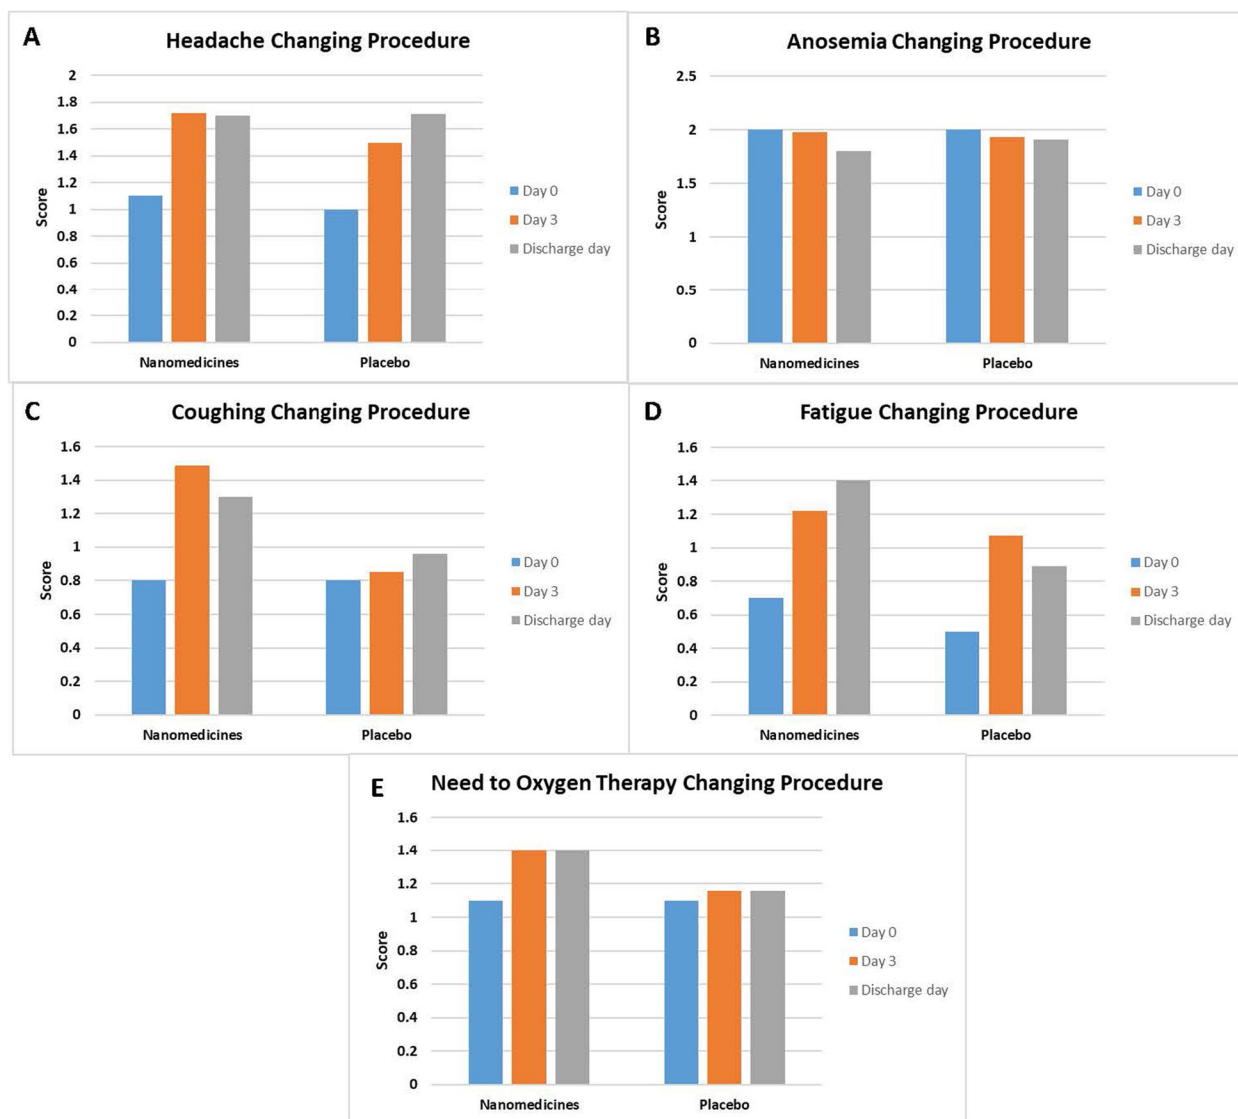 A
Headache Changing Procedure
2
1.8
1.6
1.4
1.2
1
0.8
0.6
0.4
0.2
0
Score
Nanomedicines
Placebo
Day 0
Day 3
Discharge day
B
Anosemia Changing Procedure
2.5
2
1.5
1
0.5
0
Score
Nanomedicines
Placebo
Day 0
Day 3
Discharge day
C
Coughing Changing Procedure
1.6
1.4
1.2
1
0.8
0.6
0.4
0.2
0
Score
Nanomedicines
Placebo
Day 0
Day 3
Discharge day
D
Fatigue Changing Procedure
1.6
1.4
1.2
1
0.8
0.6
0.4
0.2
0
Score
Nanomedicines
Placebo
Day 0
Day 3
Discharge day
E
Need to Oxygen Therapy Changing Procedure
1.6
1.4
1.2
1
0.8
0.6
0.4
0.2
0
Score
Nanomedicines
Placebo
Day 0
Day 3
Discharge day